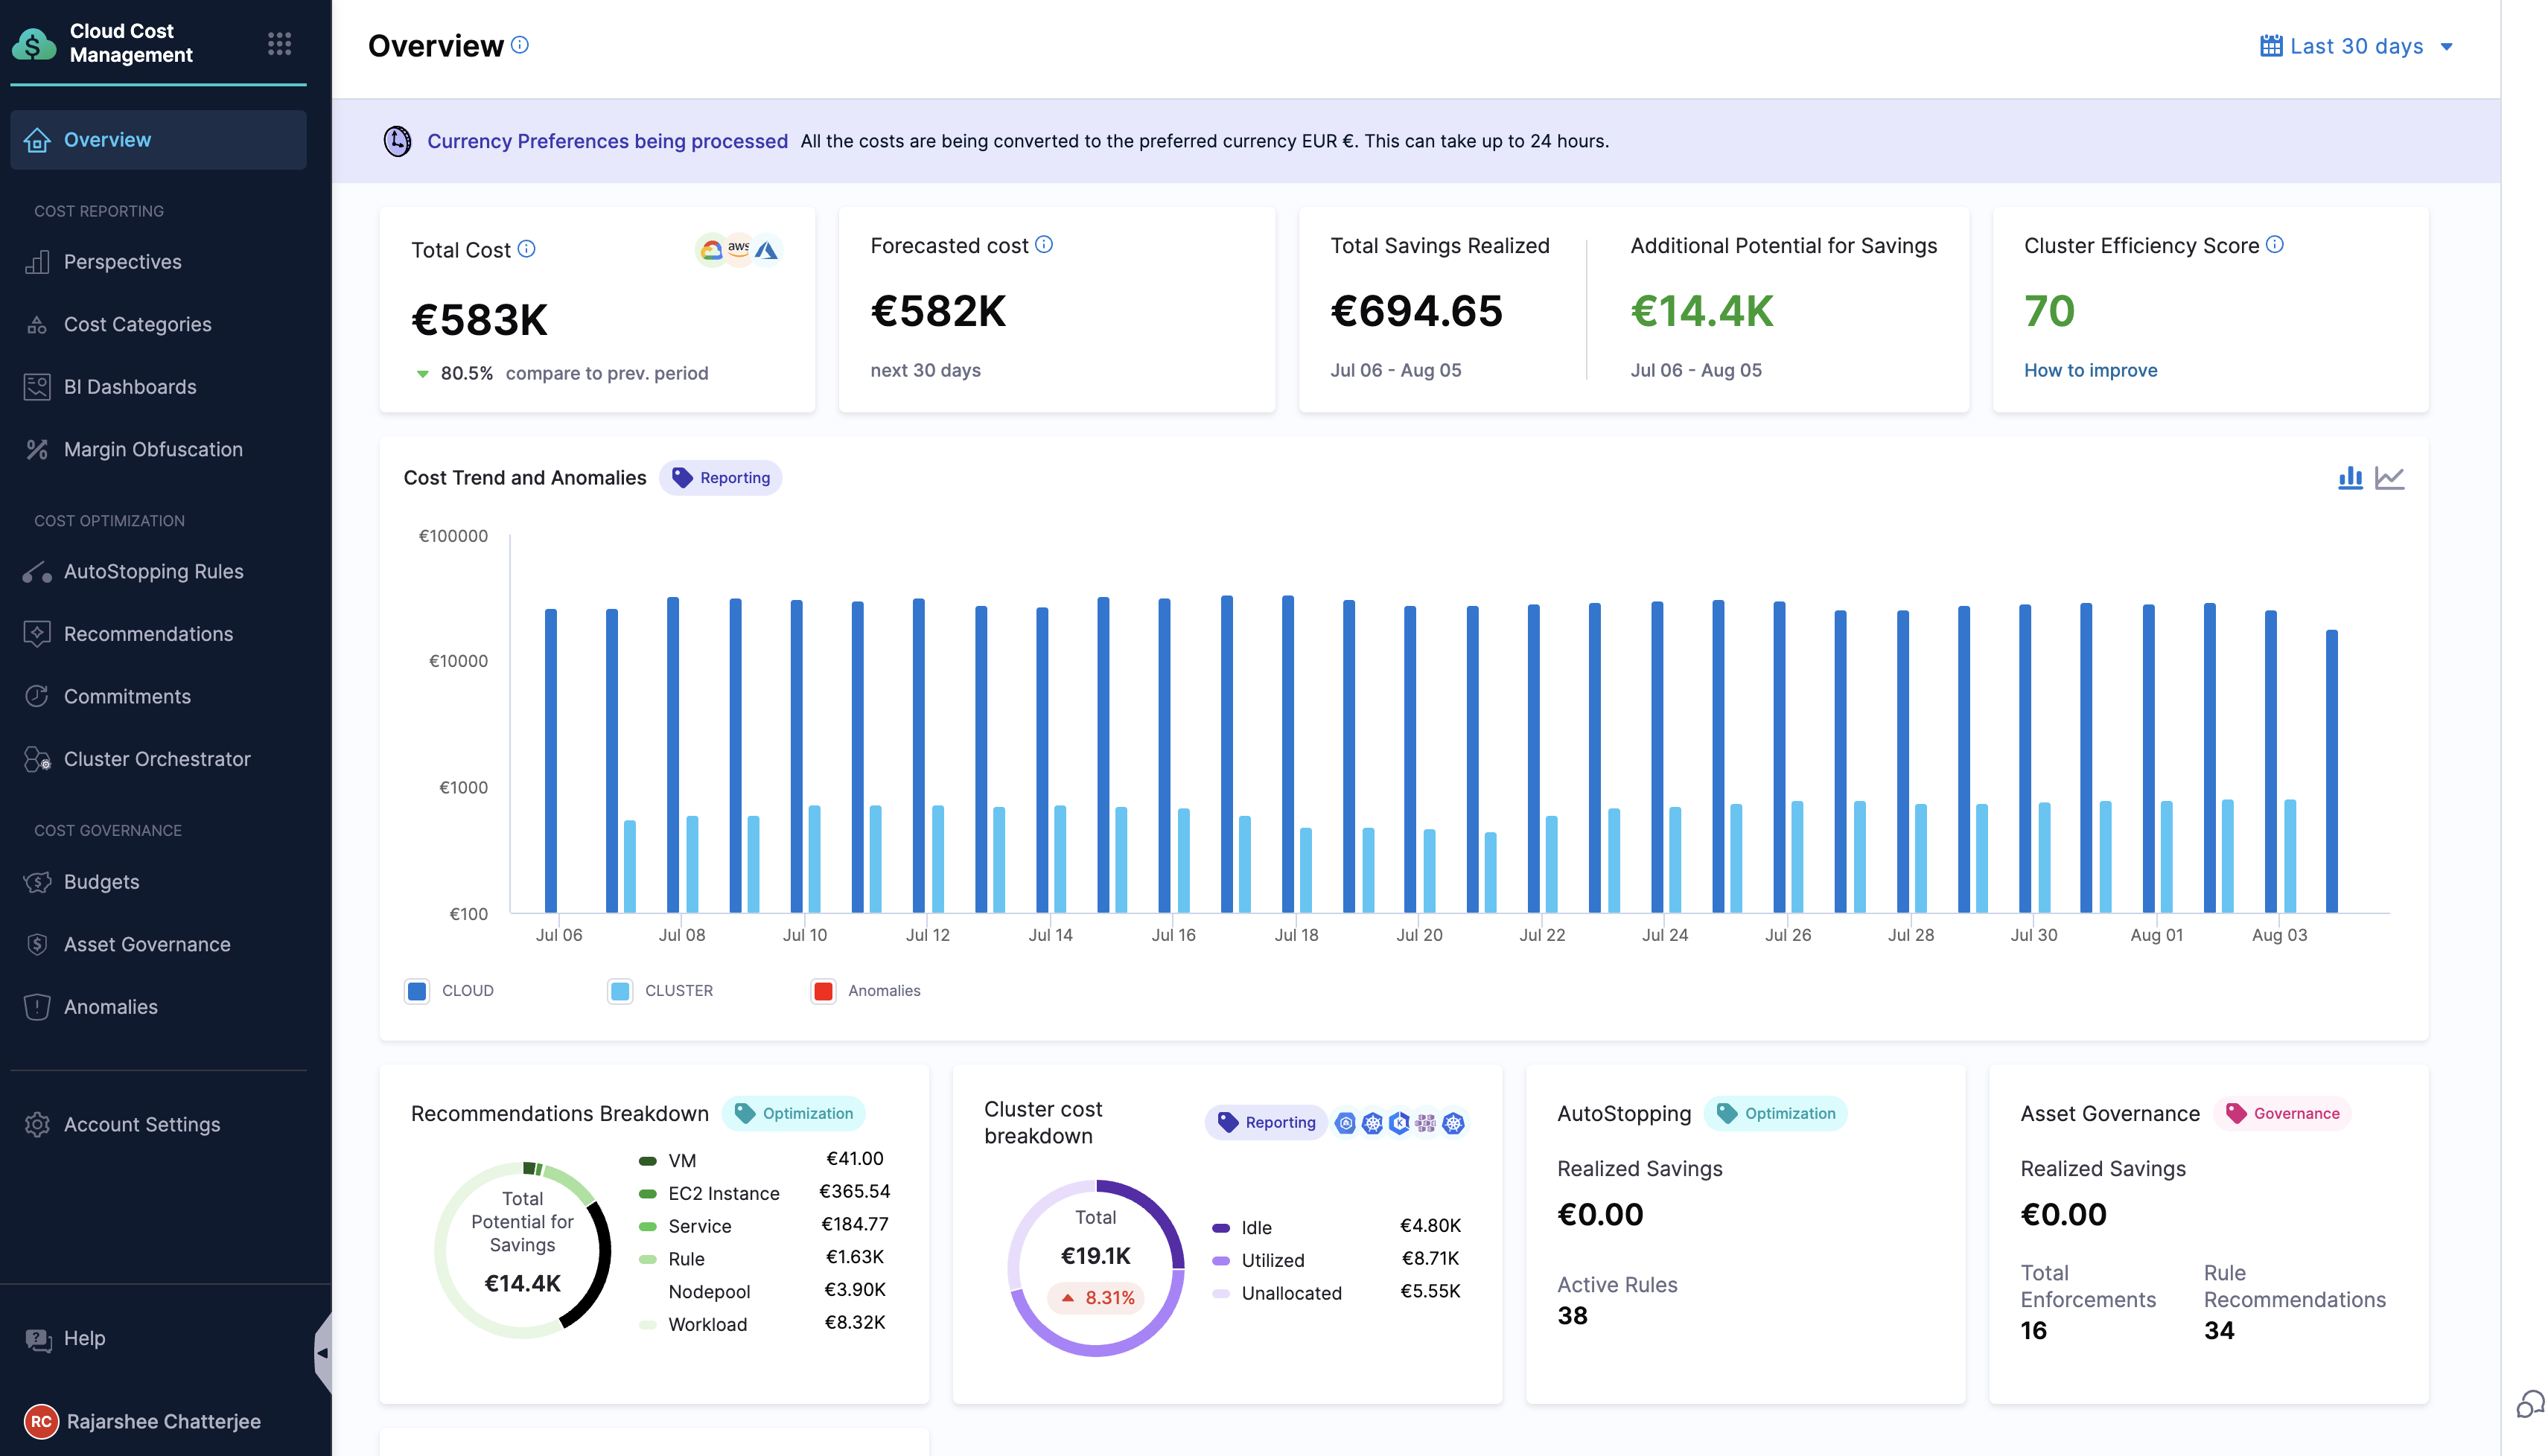 Cloud Cost
Management
Overview
COST REPORTING
Perspectives
Cost Categories
BI Dashboards
Margin Obfuscation
COST OPTIMIZATION
AutoStopping Rules
Recommendations
Commitments
Cluster Orchestrator
COST GOVERNANCE
Budgets
Asset Governance
Anomalies
Account Settings
Help
RC Rajarshee Chatterjee
Overview
Last 30 days
Currency Preferences being processed All the costs are being converted to the preferred currency EUR €. This can take up to 24 hours.
Total Cost
aws
€583K
80.5% compare to prev. period
Forecasted cost
€582K
next 30 days
Total Savings Realized
€694.65
Jul 06 - Aug 05
Additional Potential for Savings
€14.4K
Jul 06 - Aug 05
Cluster Efficiency Score
70
How to improve
Cost Trend and Anomalies Reporting
€100000
€10000
€1000
€100
Jul 06 Jul 08 Jul 10 Jul 12 Jul 14 Jul 16 Jul 18 Jul 20 Jul 22 Jul 24 Jul 26 Jul 28 Jul 30 Aug 01 Aug 03
CLOUD CLUSTER Anomalies
Recommendations Breakdown Optimization
Total
Potential for
Savings
€14.4K
VM €41.00
EC2 Instance €365.54
Service €184.77
Rule €1.63K
Nodepool €3.90K
Workload €8.32K
Cluster cost
breakdown
Reporting
Total
€19.1K
8.31%
Idle €4.80K
Utilized €8.71K
Unallocated €5.55K
AutoStopping Optimization
Realized Savings
€0.00
Active Rules
38
Asset Governance Governance
Realized Savings
€0.00
Total
Enforcements
16
Rule
Recommendations
34